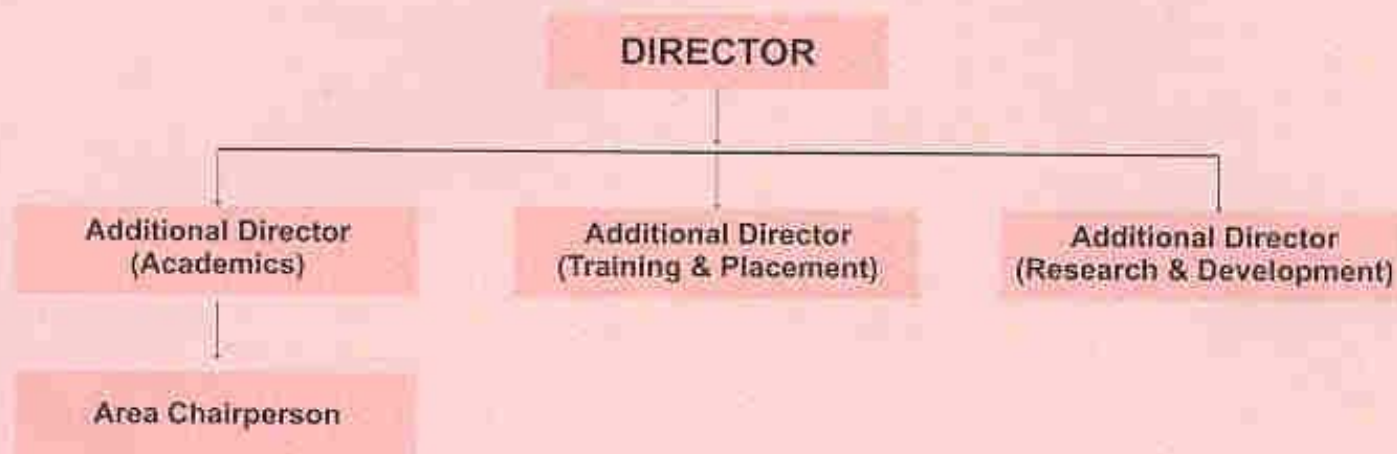 DIRECTOR
Additional Director
(Academics)
Additional Director
(Training & Placement)
Additional Director
(Research & Development)
Area Chairperson